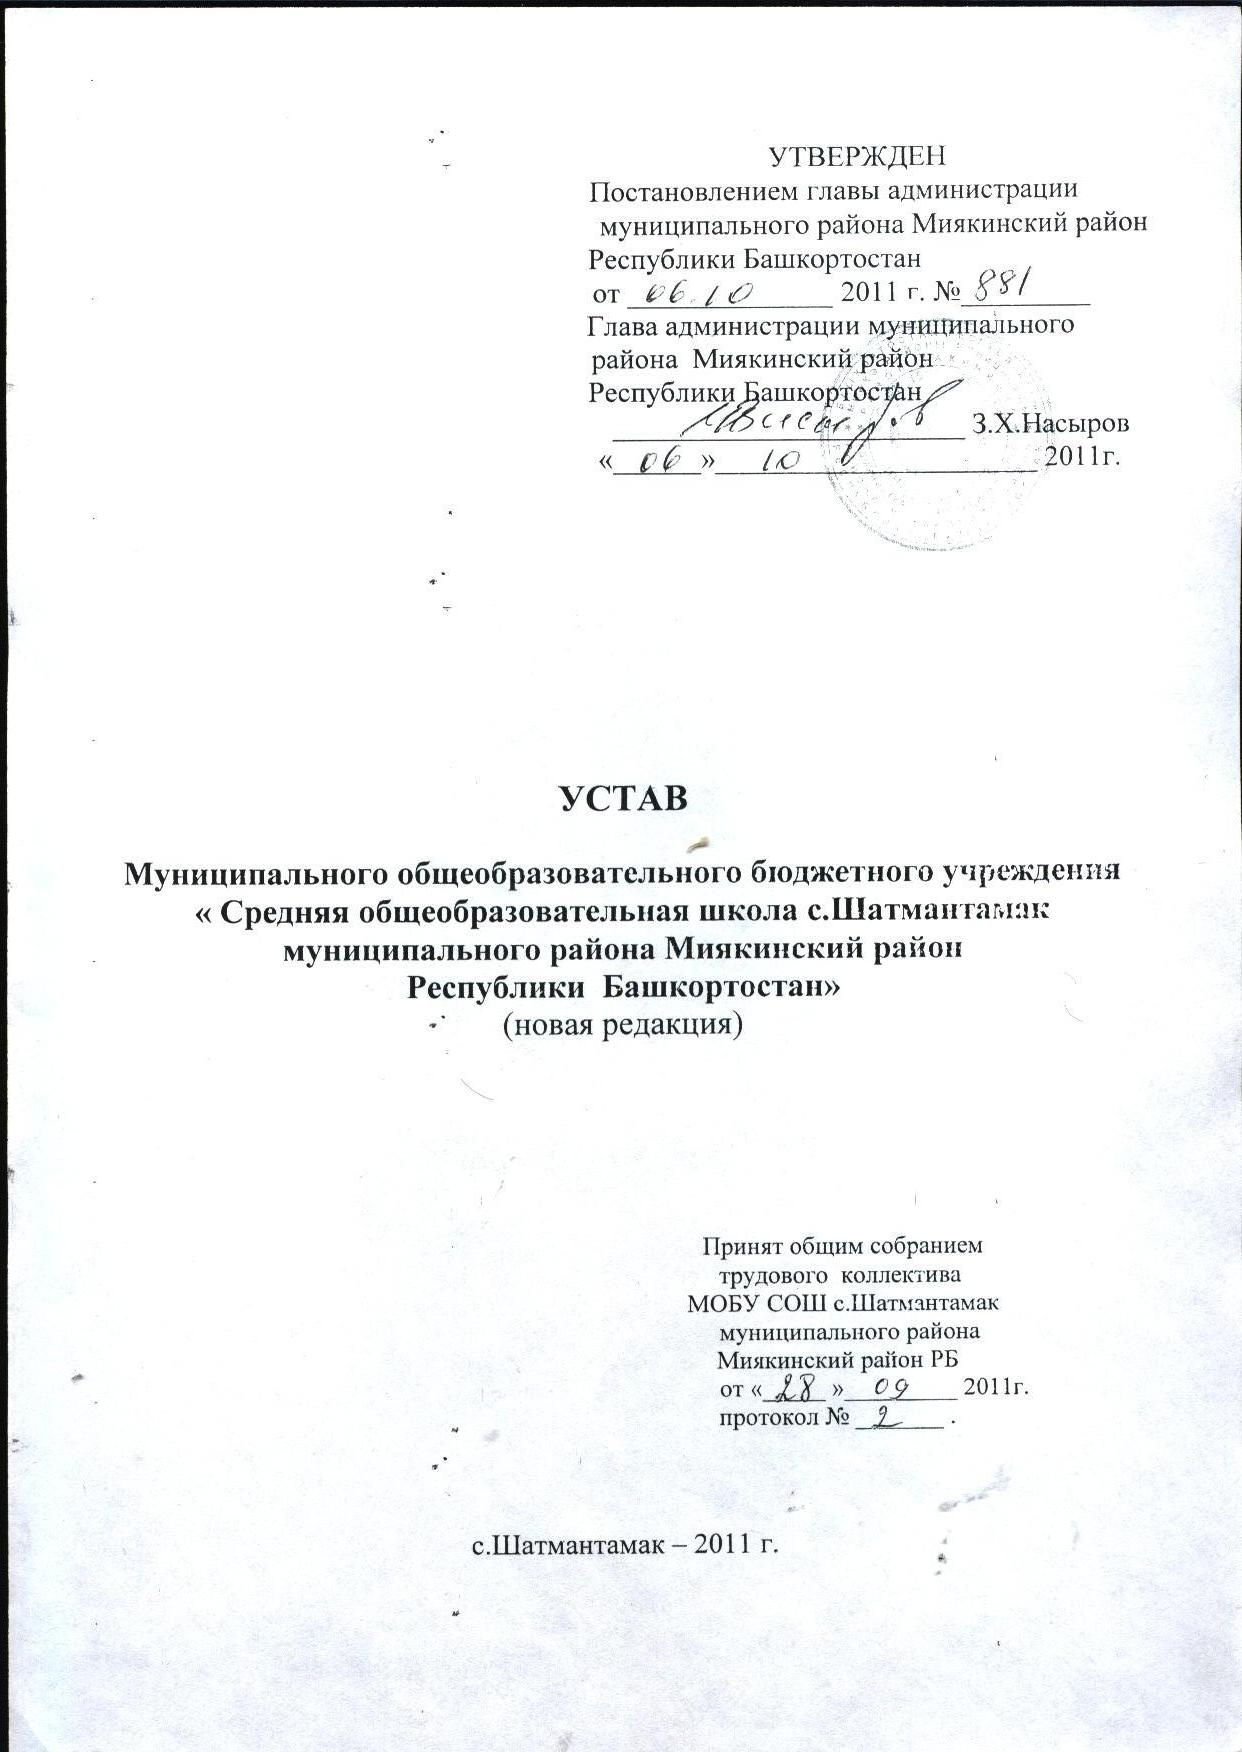 УТВЕРЖДЕН
Постановлением главы администрации
муниципального района Миякинский район
Республики Башкортостан
от 06.10 2011 г. № 881
Глава администрации муниципального
района Миякинский район
Республики Башкортостан
З.Х.Насыров
« 06 » 10 2011г.
УСТАВ
Муниципального общеобразовательного бюджетного учреждения
« Средняя общеобразовательная школа с.Шатмантамак
муниципального района Миякинский район
Республики Башкортостан»
(новая редакция)
Принят общим собранием
трудового коллектива
МОБУ СОШ с.Шатмантамак
муниципального района
Миякинский район РБ
от « 28 » 09 2011г.
протокол № 2 .
с.Шатмантамак – 2011 г.